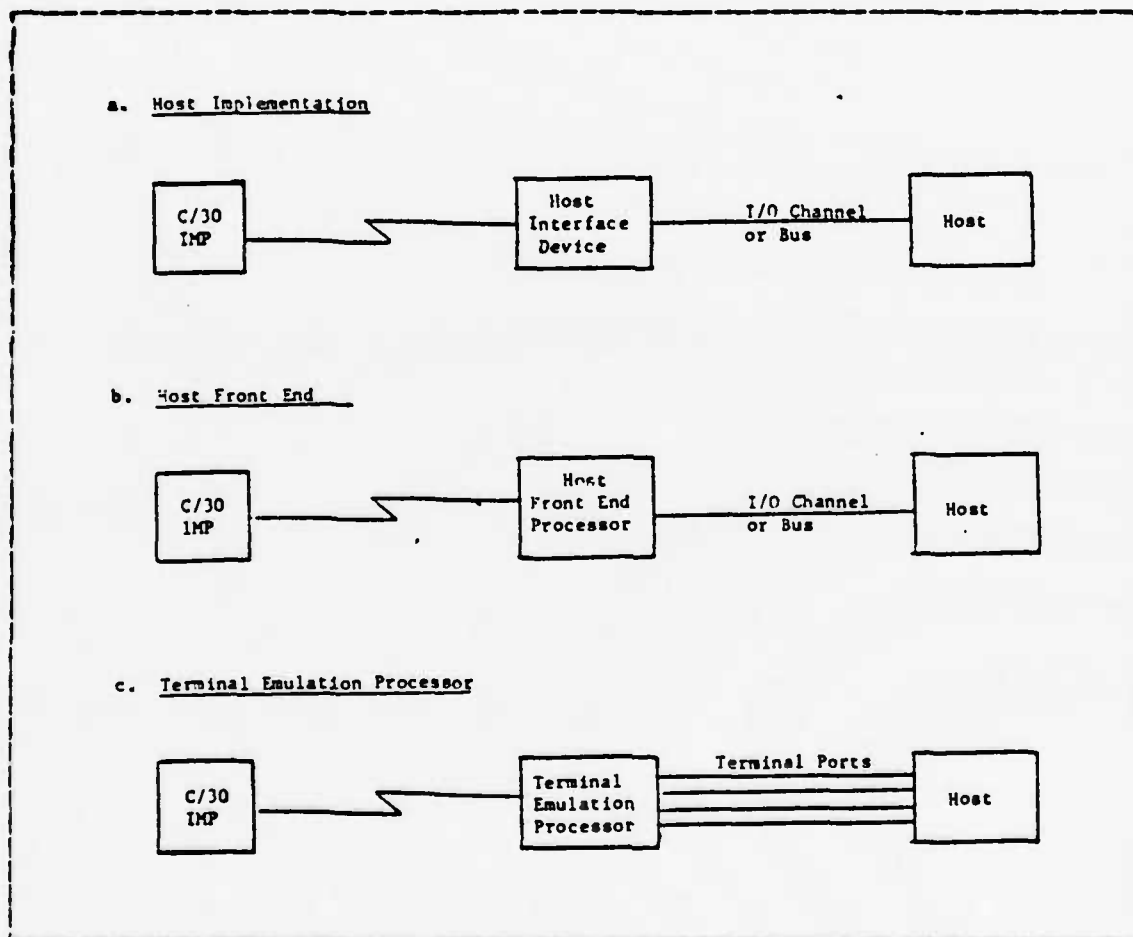 a. Host Implementation
C/30
IMP
Host
Interface
Device
I/O Channel
or Bus
Host
b. Host Front End
C/30
IMP
Host
Front End
Processor
I/O Channel
or Bus
Host
c. Terminal Emulation Processor
C/30
IMP
Terminal
Emulation
Processor
Terminal Ports
Host